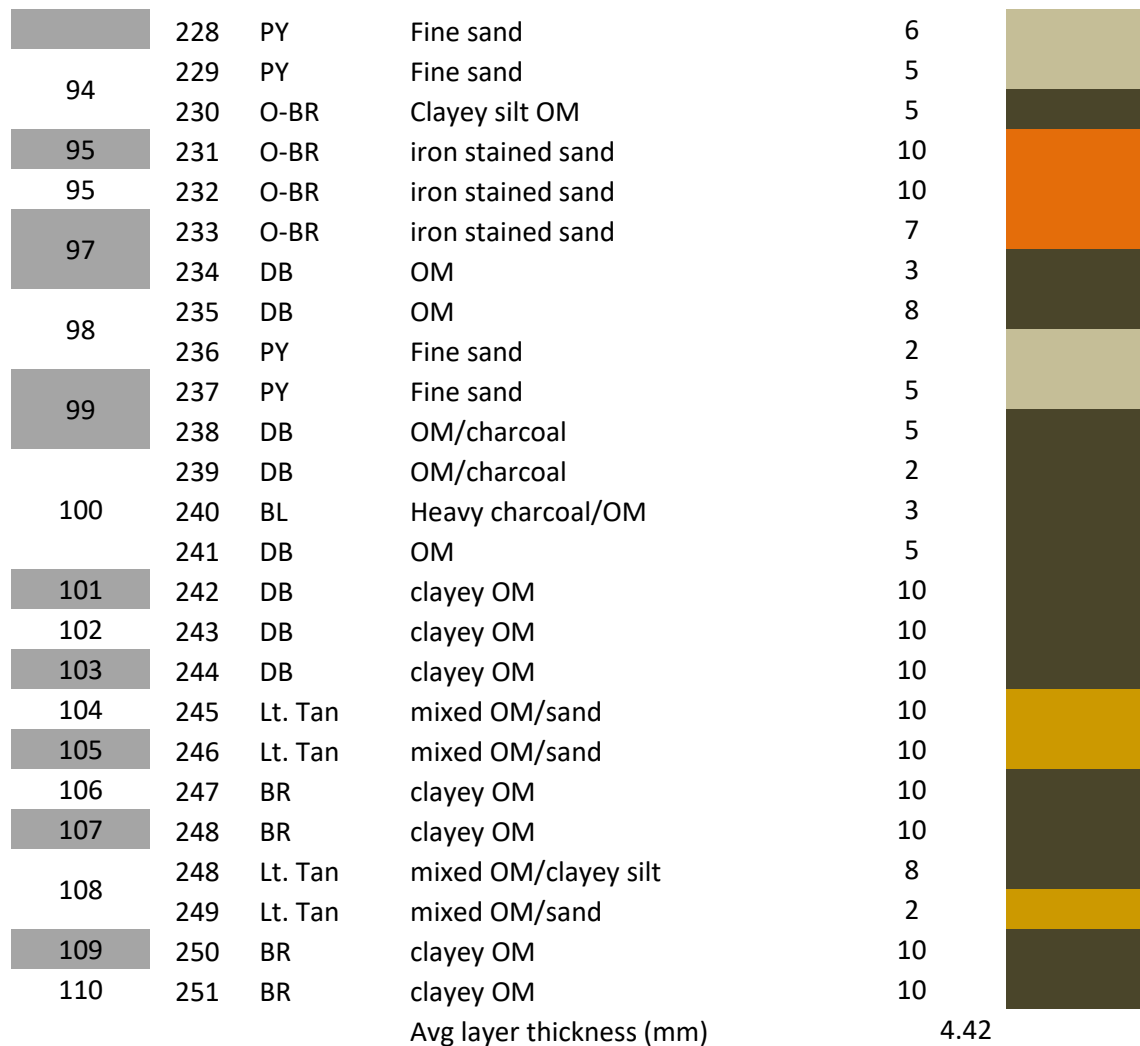 228 PY Fine sand 6
94 229 PY Fine sand 5
230 O-BR Clayey silt OM 5
95 231 O-BR iron stained sand 10
95 232 O-BR iron stained sand 10
97 233 O-BR iron stained sand 7
234 DB OM 3
98 235 DB OM 8
236 PY Fine sand 2
99 237 PY Fine sand 5
238 DB OM/charcoal 5
239 DB OM/charcoal 2
100 240 BL Heavy charcoal/OM 3
241 DB OM 5
101 242 DB clayey OM 10
102 243 DB clayey OM 10
103 244 DB clayey OM 10
104 245 Lt. Tan mixed OM/sand 10
105 246 Lt. Tan mixed OM/sand 10
106 247 BR clayey OM 10
107 248 BR clayey OM 10
108 248 Lt. Tan mixed OM/clayey silt 8
249 Lt. Tan mixed OM/sand 2
109 250 BR clayey OM 10
110 251 BR clayey OM 10
Avg layer thickness (mm) 4.42